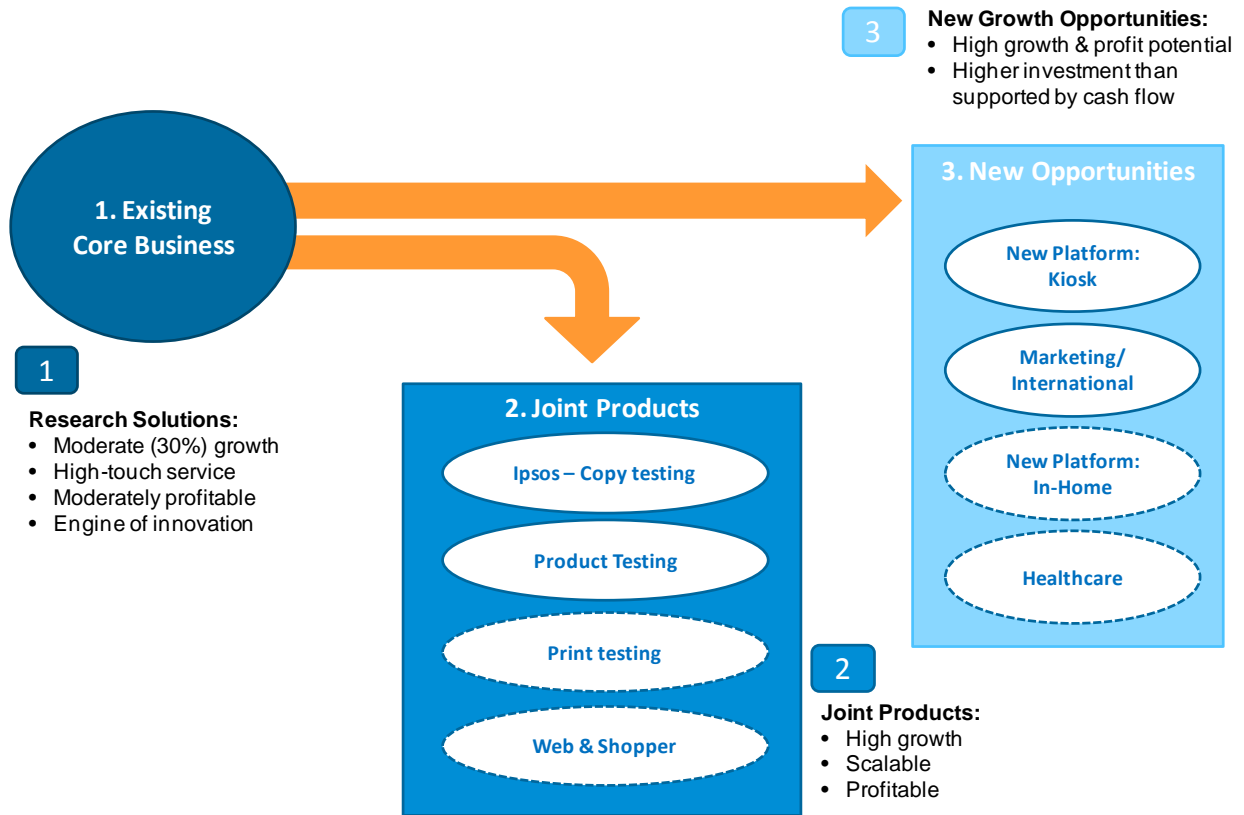 3
New Growth Opportunities:
• High growth & profit potential
• Higher investment than
supported by cash flow
1. Existing
Core Business
1
Research Solutions:
• Moderate (30%) growth
• High-touch service
• Moderately profitable
• Engine of innovation
2. Joint Products
Ipsos – Copy testing
Product Testing
Print testing
Web & Shopper
2
Joint Products:
• High growth
• Scalable
• Profitable
3. New Opportunities
New Platform:
Kiosk
Marketing/
International
New Platform:
In-Home
Healthcare